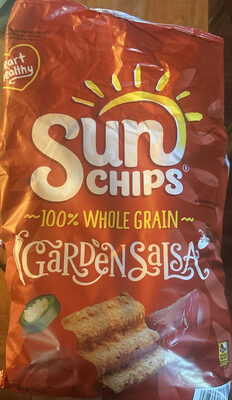 Heart
Healthy
Sun
CHIPS®
~100% WHOLE GRAIN~
GARDEN SALSA